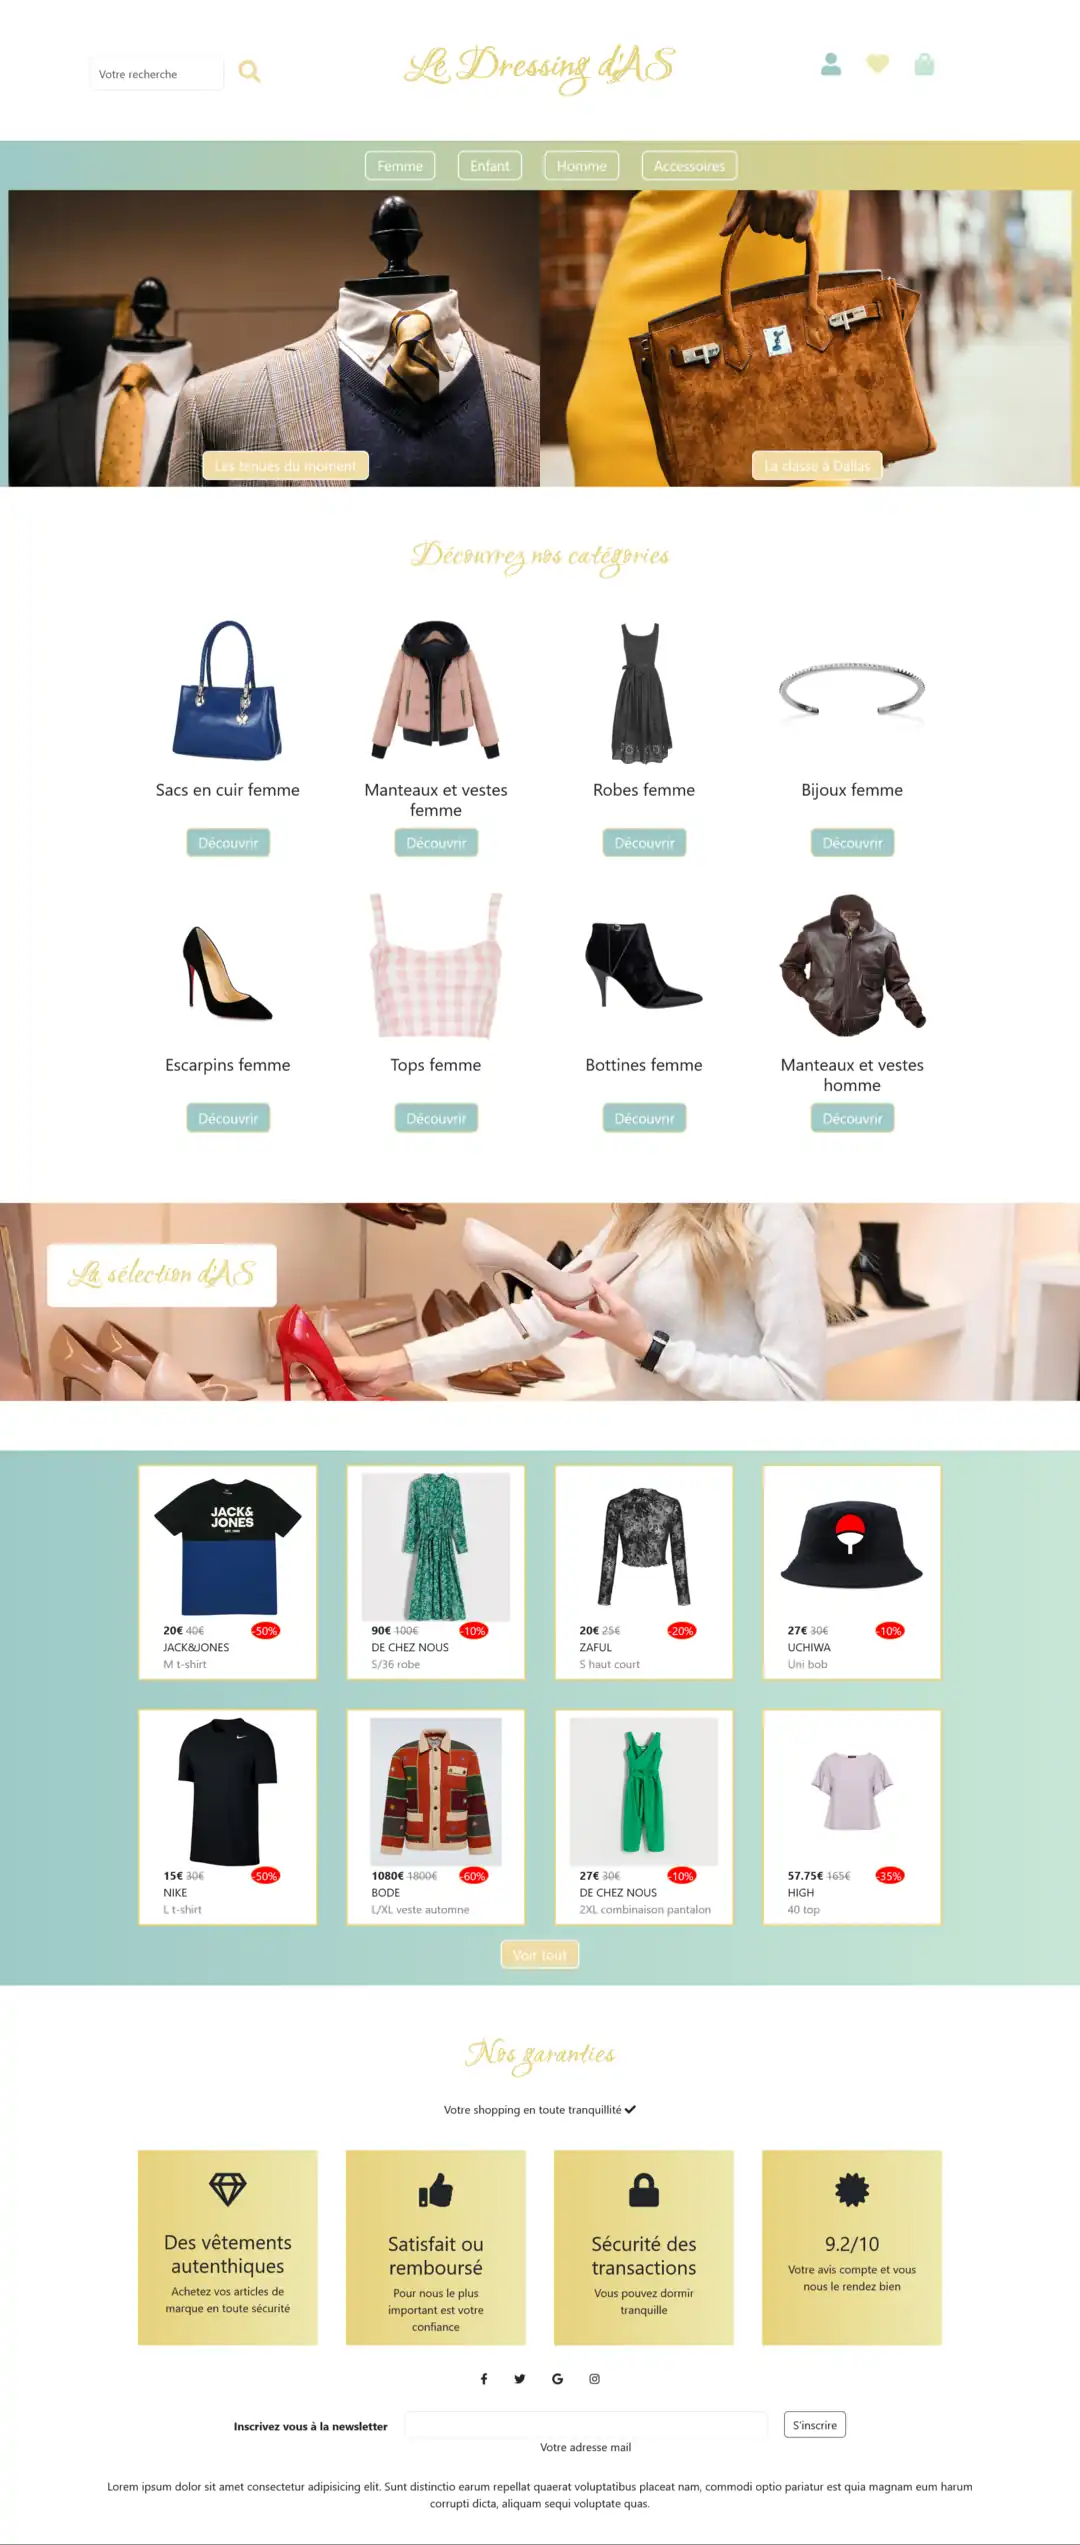 Votre recherche
Le Dressing d'AS
Femme
Enfant
Homme
Accessoires
Les tenues du moment
La classe à Dallas
Découvrez nos catégories
Sacs en cuir femme
Manteaux et vestes
femme
Robes femme
Bijoux femme
Découvrir
Découvrir
Découvrir
Découvrir
Escarpins femme
Tops femme
Bottines femme
Manteaux et vestes
homme
Découvrir
Découvrir
Découvrir
Découvrir
La sélection d'AS
JACK&
JONES
20€ 40€ -50%
JACK&JONES
M t-shirt
90€ 100€ -10%
DE CHEZ NOUS
S/36 robe
20€ 25€ -20%
ZAFUL
S haut court
27€ 30€ -10%
UCHIWA
Uni bob
15€ 30€ -50%
NIKE
L t-shirt
1080€ 1800€ -60%
BODE
L/XL veste automne
27€ 30€ -10%
DE CHEZ NOUS
2XL combinaison pantalon
57.75€ 165€ -35%
HIGH
40 top
Voir tout
Nos garanties
Votre shopping en toute tranquillité
Des vêtements
autenthiques
Achetez vos articles de
marque en toute sécurité
Satisfait ou
remboursé
Pour nous le plus
important est votre
confiance
Sécurité des
transactions
Vous pouvez dormir
tranquille
9.2/10
Votre avis compte et vous
nous le rendez bien
Inscrivez vous à la newsletter
S'inscrire
Votre adresse mail
Lorem ipsum dolor sit amet consectetur adipisicing elit. Sunt distinctio earum repellat quaerat voluptatibus placeat nam, commodi optio pariatur est quia magnam eum harum
corrupti dicta, aliquam sequi voluptate quas.